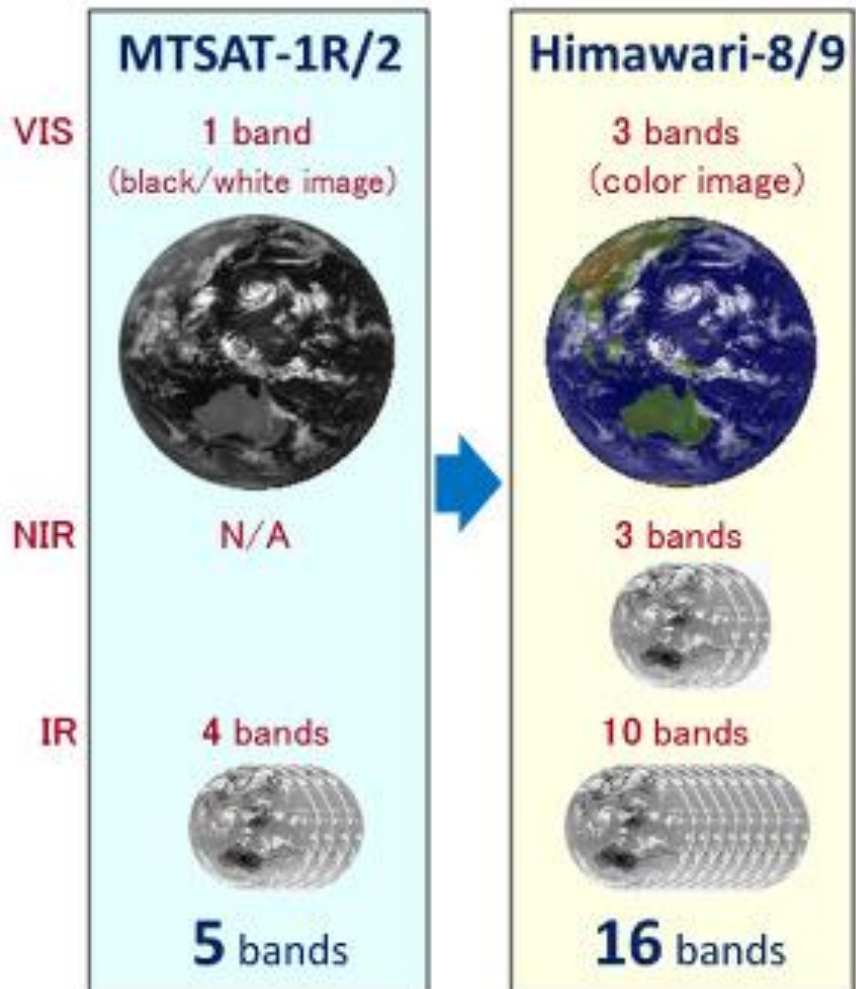 MTSAT-1R/2
Himawari-8/9
VIS
1 band
(black/white image)
3 bands
(color image)
NIR
N/A
3 bands
IR
4 bands
10 bands
5 bands
16 bands